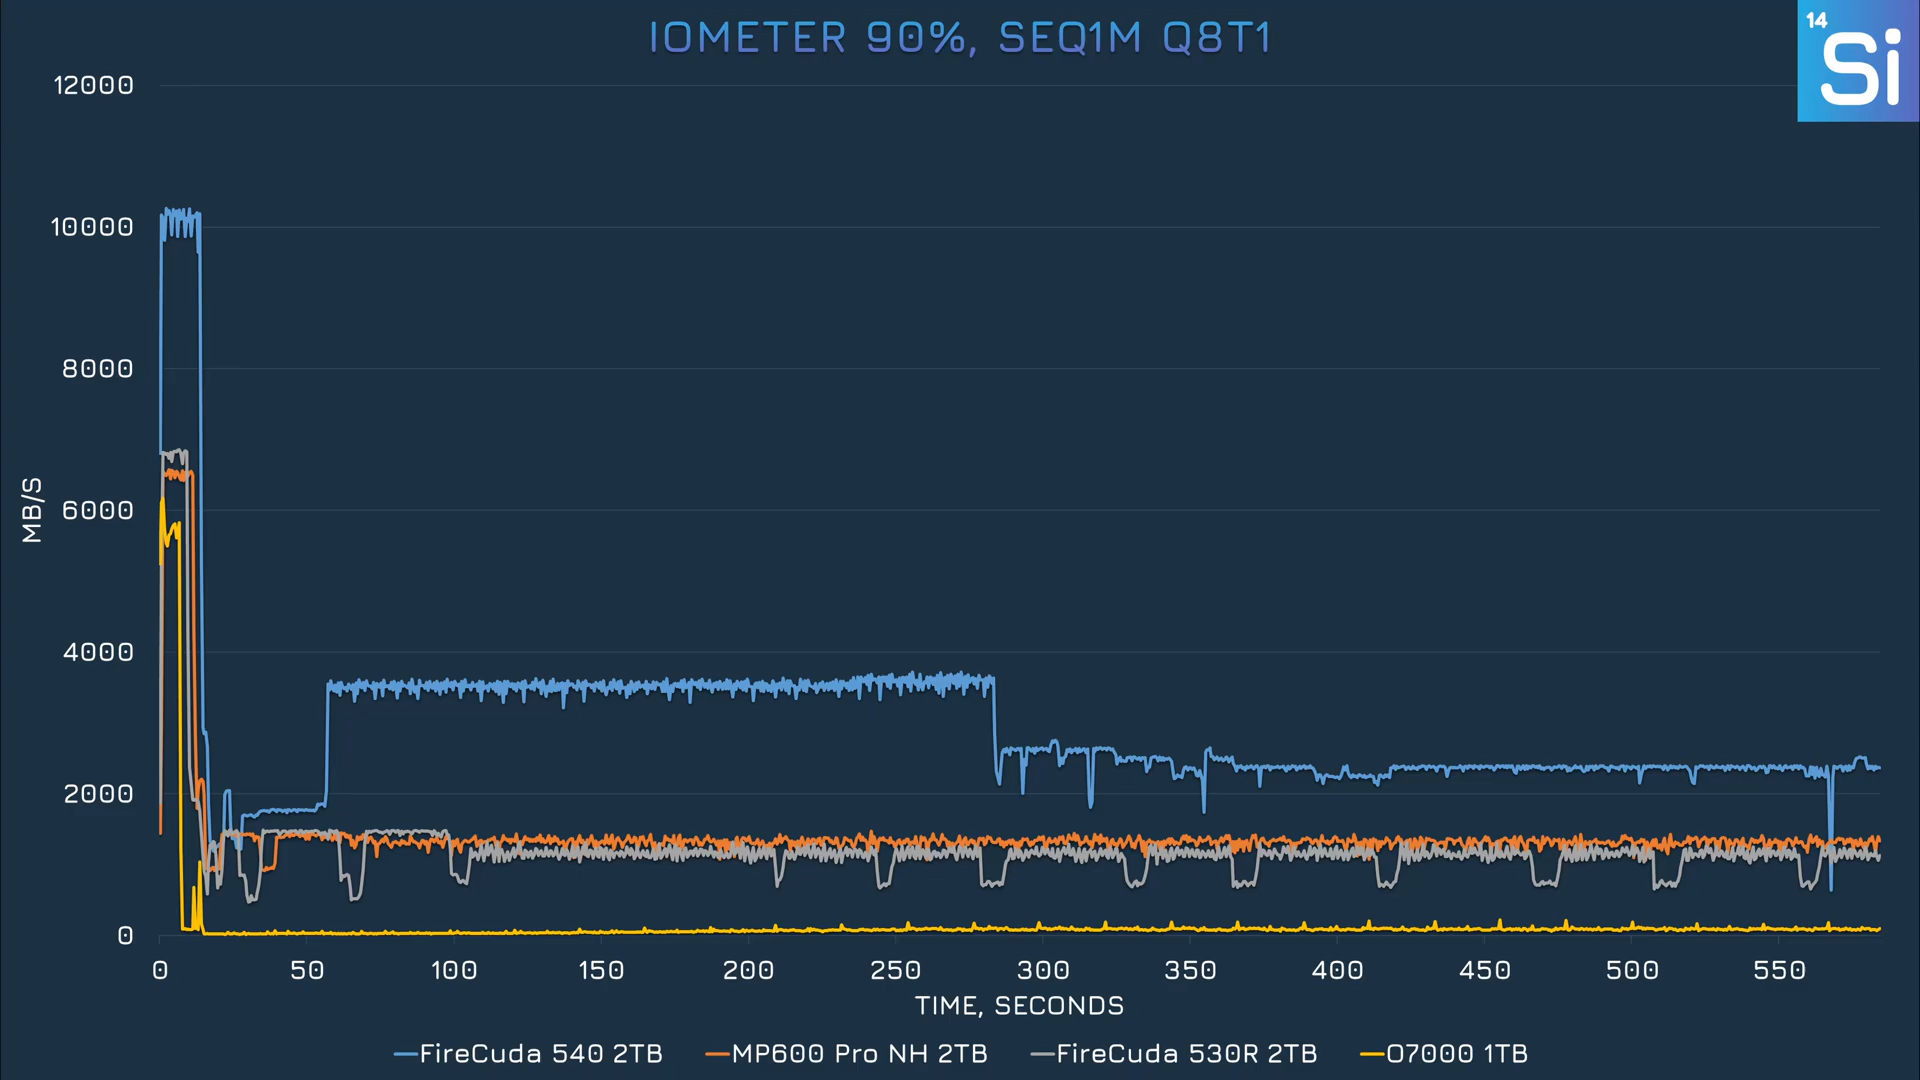 IOMETER 90%, SEQ1M Q8T1
14
Si
12000
10000
8000
6000
4000
2000
0
MB/S
0 50 100 150 200 250 300 350 400 450 500 550
TIME, SECONDS
FireCuda 540 2TB MP600 Pro NH 2TB FireCuda 530R 2TB O7000 1TB